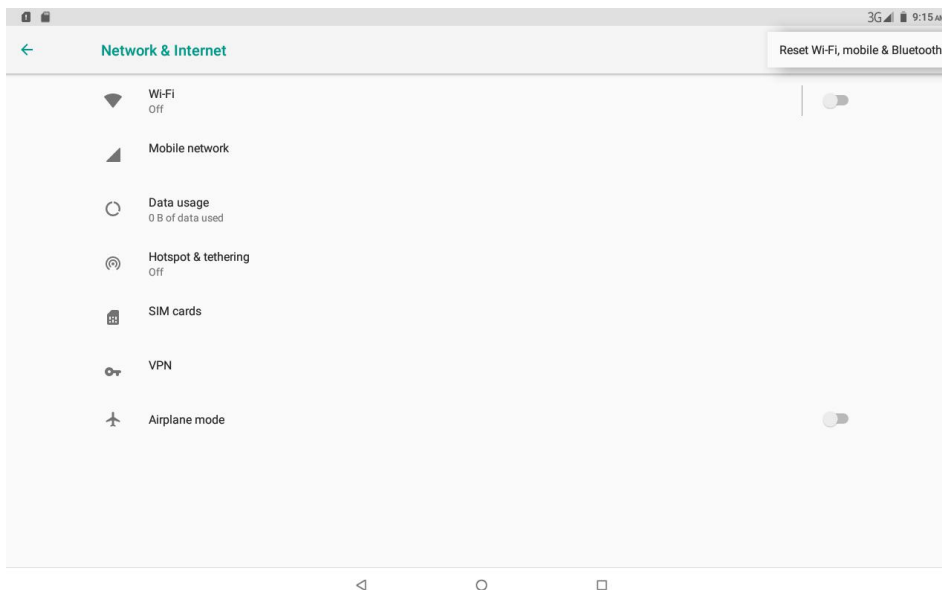 3G 9:15 AM
Network & Internet
Reset Wi-Fi, mobile & Bluetooth
Wi-Fi
Off
Mobile network
Data usage
0 B of data used
Hotspot & tethering
Off
SIM cards
VPN
Airplane mode